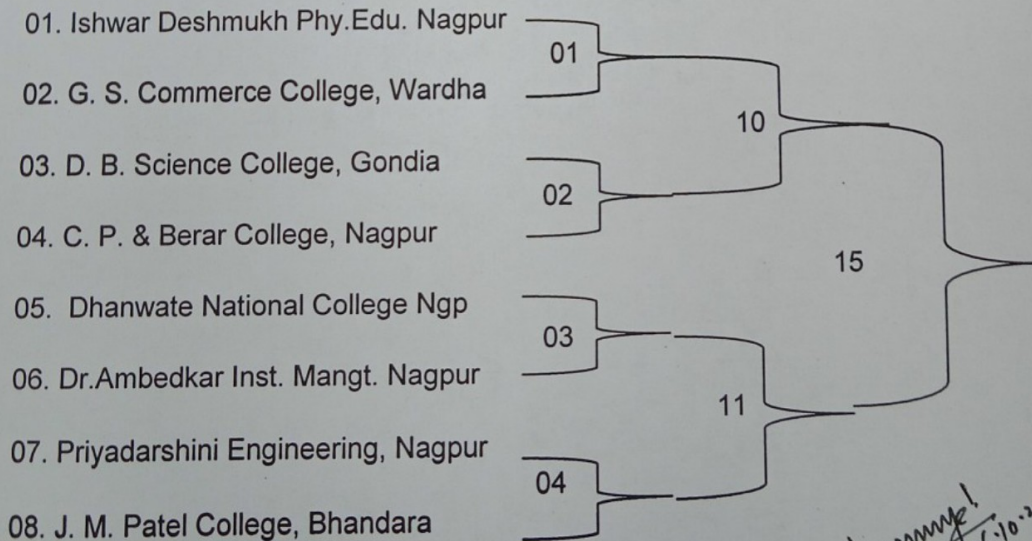 01. Ishwar Deshmukh Phy.Edu. Nagpur
01
02. G. S. Commerce College, Wardha
10
03. D. B. Science College, Gondia
02
04. C. P. & Berar College, Nagpur
15
05. Dhanwate National College Ngp
03
06. Dr.Ambedkar Inst. Mangt. Nagpur
11
07. Priyadarshini Engineering, Nagpur
04
08. J. M. Patel College, Bhandara